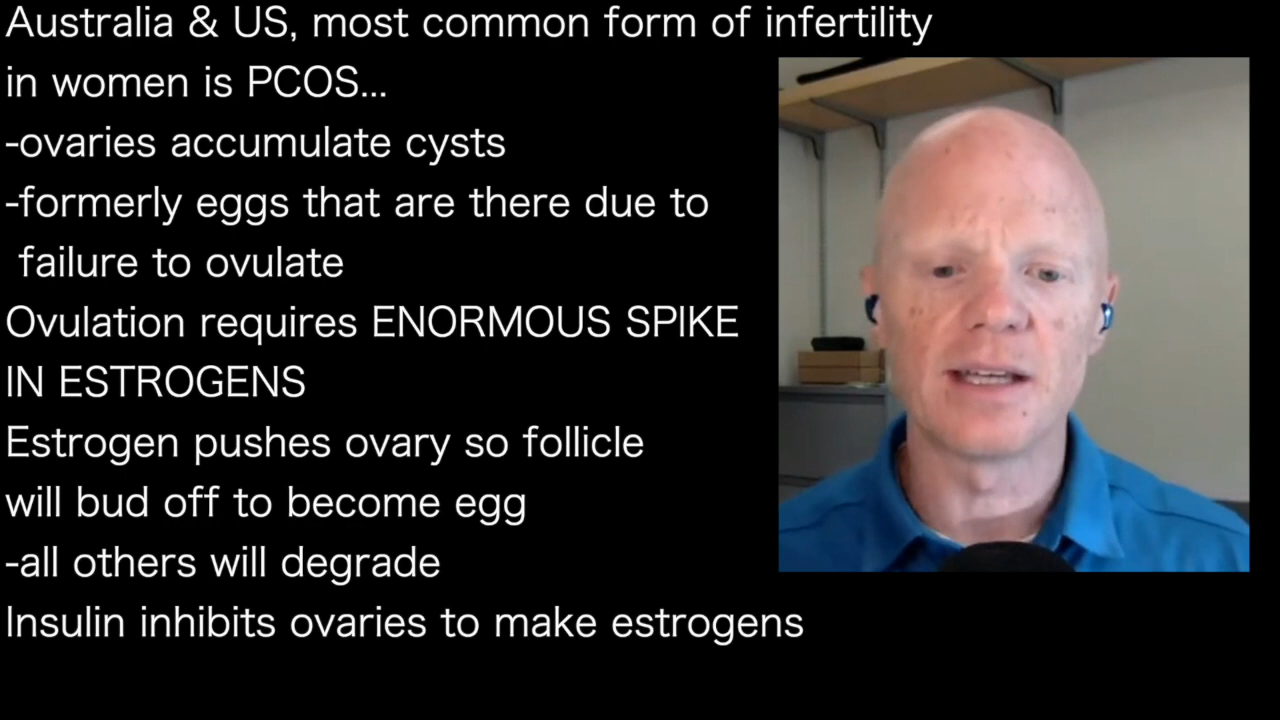 Australia & US, most common form of infertility
in women is PCOS...
-ovaries accumulate cysts
-formerly eggs that are there due to
failure to ovulate
Ovulation requires ENORMOUS SPIKE
IN ESTROGENS
Estrogen pushes ovary so follicle
will bud off to become egg
-all others will degrade
Insulin inhibits ovaries to make estrogens